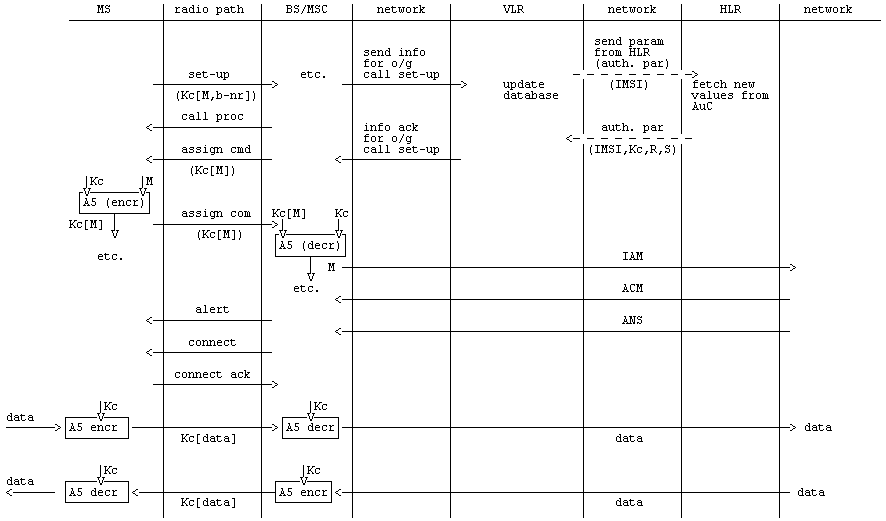 MS radio path BS/MSC network VLR network HLR network
send info
for o/g
call set-up
send param
from HLR
(auth. par)
set-up
etc.
update
database
(IMSI)
fetch new
values from
AuC
(Kc[M,b-nr])
call proc
info ack
for o/g
call set-up
auth. par
assign cmd
(Kc[M])
(IMSI,Kc,R,S)
Kc M
A5 (encr)
Kc[M]
assign com
(Kc[M])
Kc[M] Kc
A5 (decr)
etc.
M
IAM
etc.
ACM
alert
ANS
connect
connect ack
Kc Kc
data A5 encr A5 decr data
Kc[data] data
Kc Kc
data A5 decr A5 encr data
Kc[data] data